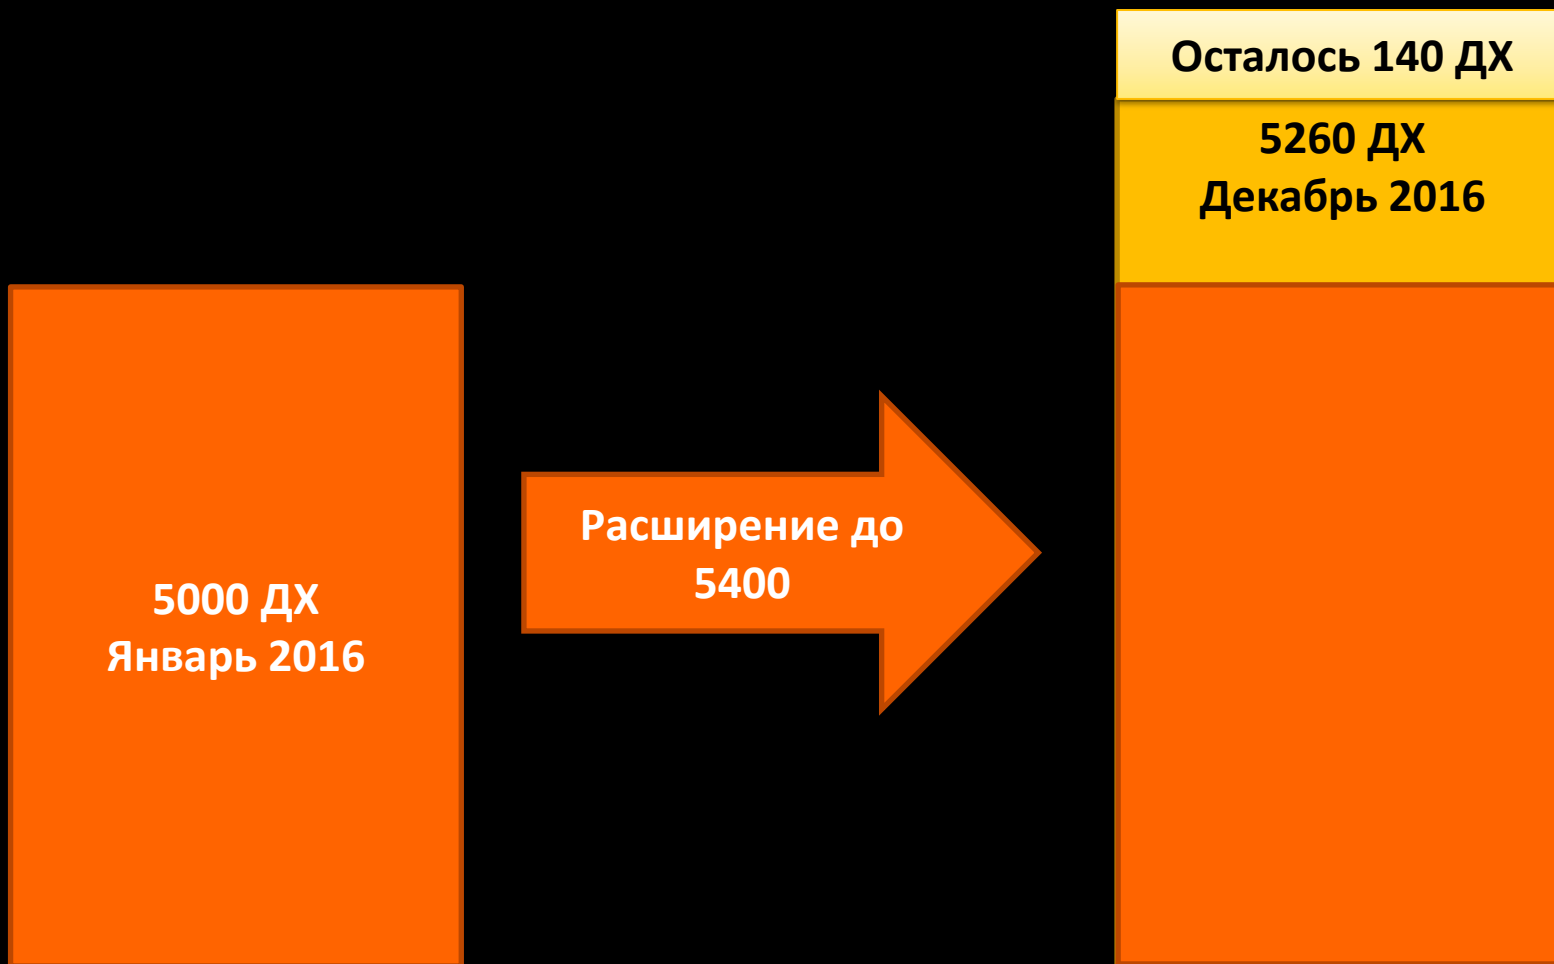 Осталось 140 ДХ
5260 ДХ
Декабрь 2016
Расширение до
5400
5000 ДХ
Январь 2016